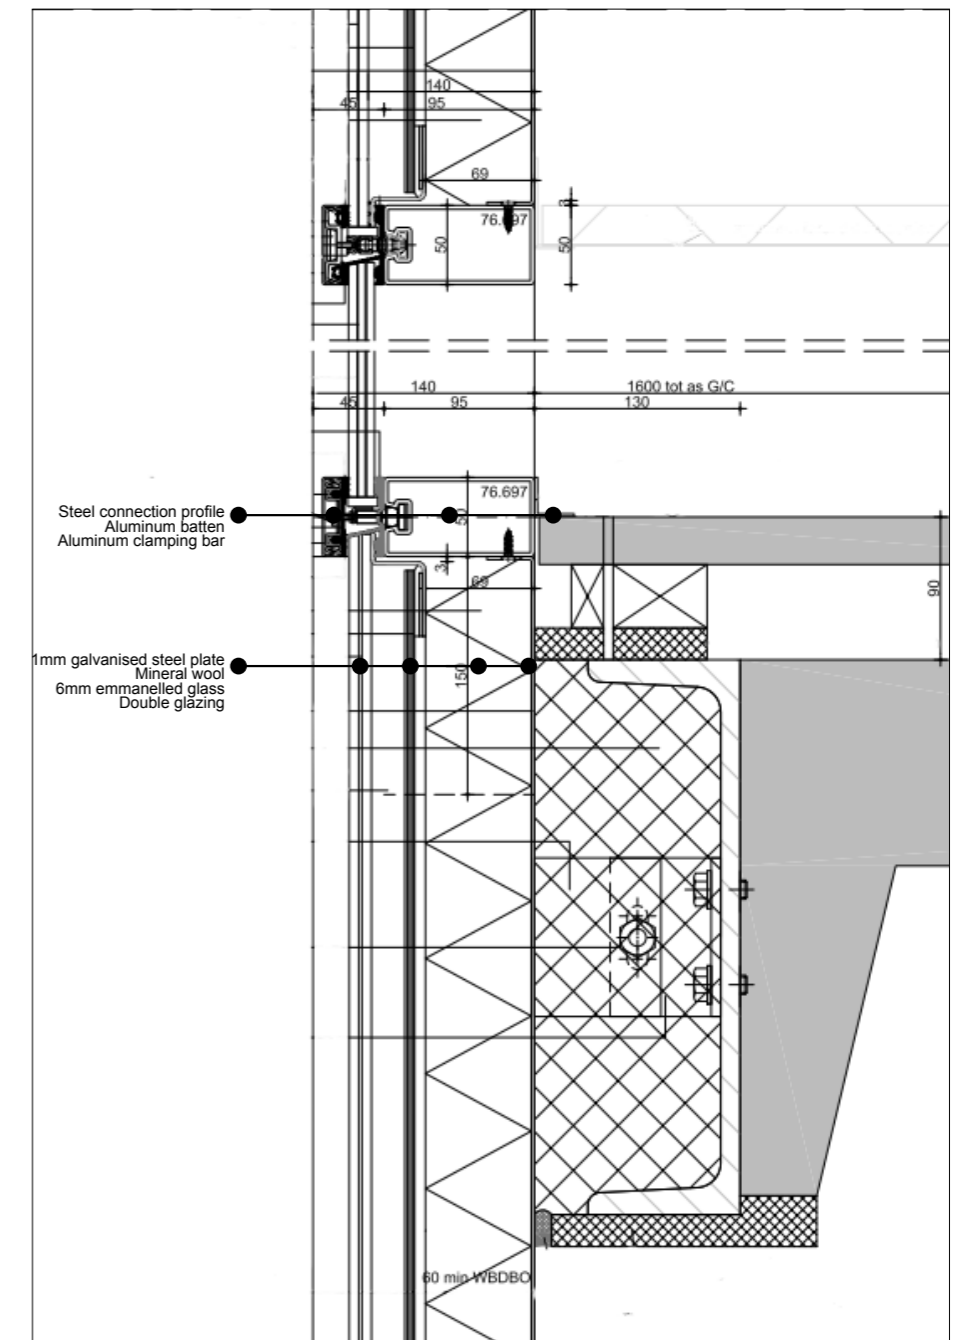 140
45 95
69
3
76.697
50 50
140 1600 tot as G/C
45 95 130
76.697
50
Steel connection profile
Aluminum batten
Aluminum clamping bar
3
69
90
1mm galvanised steel plate
Mineral wool
6mm emmanelled glass
Double glazing
150
60 min WBDBO